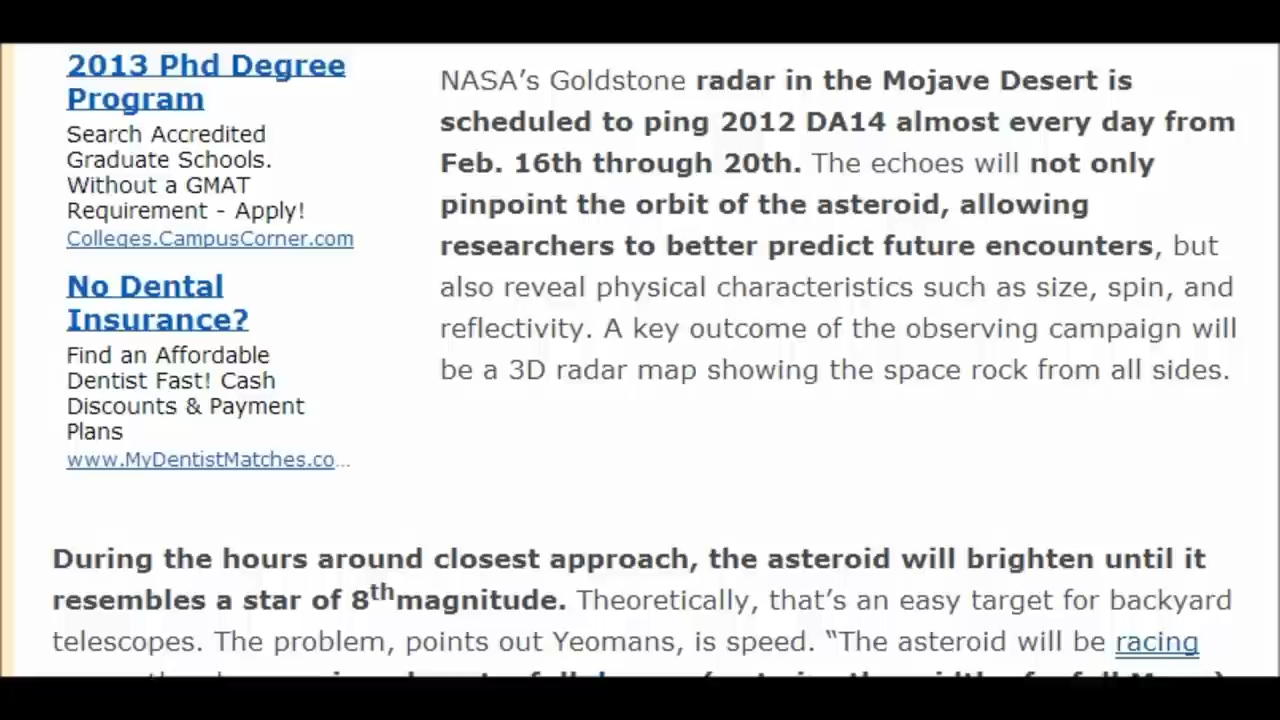 2013 Phd Degree
Program
Search Accredited
Graduate Schools.
Without a GMAT
Requirement - Apply!
Colleges.CampusCorner.com
No Dental
Insurance?
Find an Affordable
Dentist Fast! Cash
Discounts & Payment
Plans
www.MyDentistMatches.co...
NASA’s Goldstone radar in the Mojave Desert is
scheduled to ping 2012 DA14 almost every day from
Feb. 16th through 20th. The echoes will not only
pinpoint the orbit of the asteroid, allowing
researchers to better predict future encounters, but
also reveal physical characteristics such as size, spin, and
reflectivity. A key outcome of the observing campaign will
be a 3D radar map showing the space rock from all sides.
During the hours around closest approach, the asteroid will brighten until it
resembles a star of 8thmagnitude. Theoretically, that’s an easy target for backyard
telescopes. The problem, points out Yeomans, is speed. “The asteroid will be racing